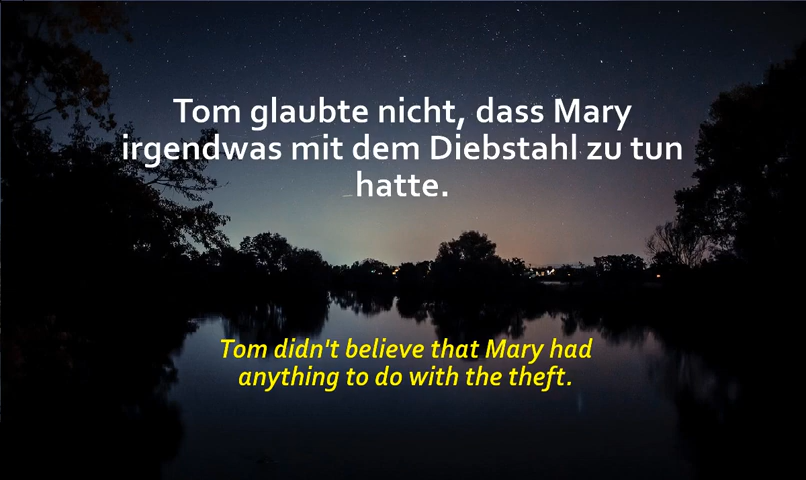 Tom glaubte nicht, dass Mary
irgendwas mit dem Diebstahl zu tun
hatte.
Tom didn't believe that Mary had
anything to do with the theft.